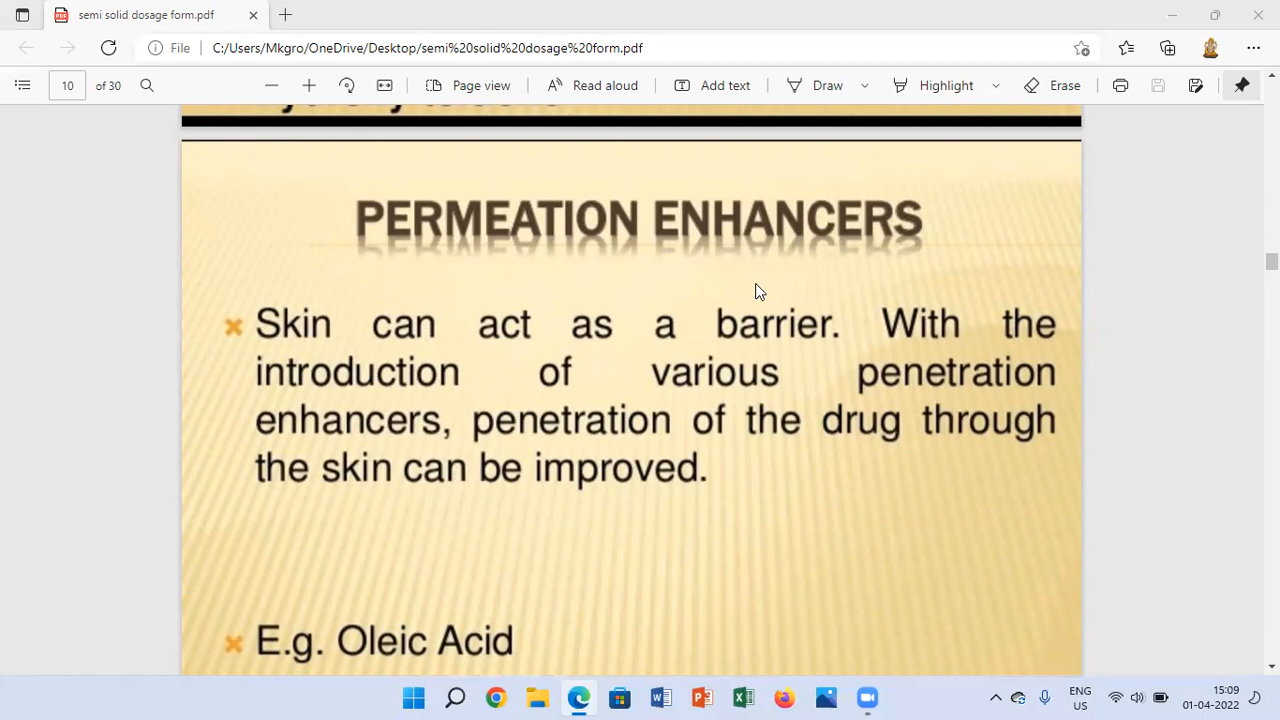 semi solid dosage form.pdf
File C:/Users/Mkgro/OneDrive/Desktop/semi%20solid%20dosage%20form.pdf
10 of 30 Page view Read aloud Add text Draw Highlight Erase
PERMEATION ENHANCERS
Skin can act as a barrier. With the
introduction of various penetration
enhancers, penetration of the drug through
the skin can be improved.
E.g. Oleic Acid
ENG 15:09
US 01-04-2022